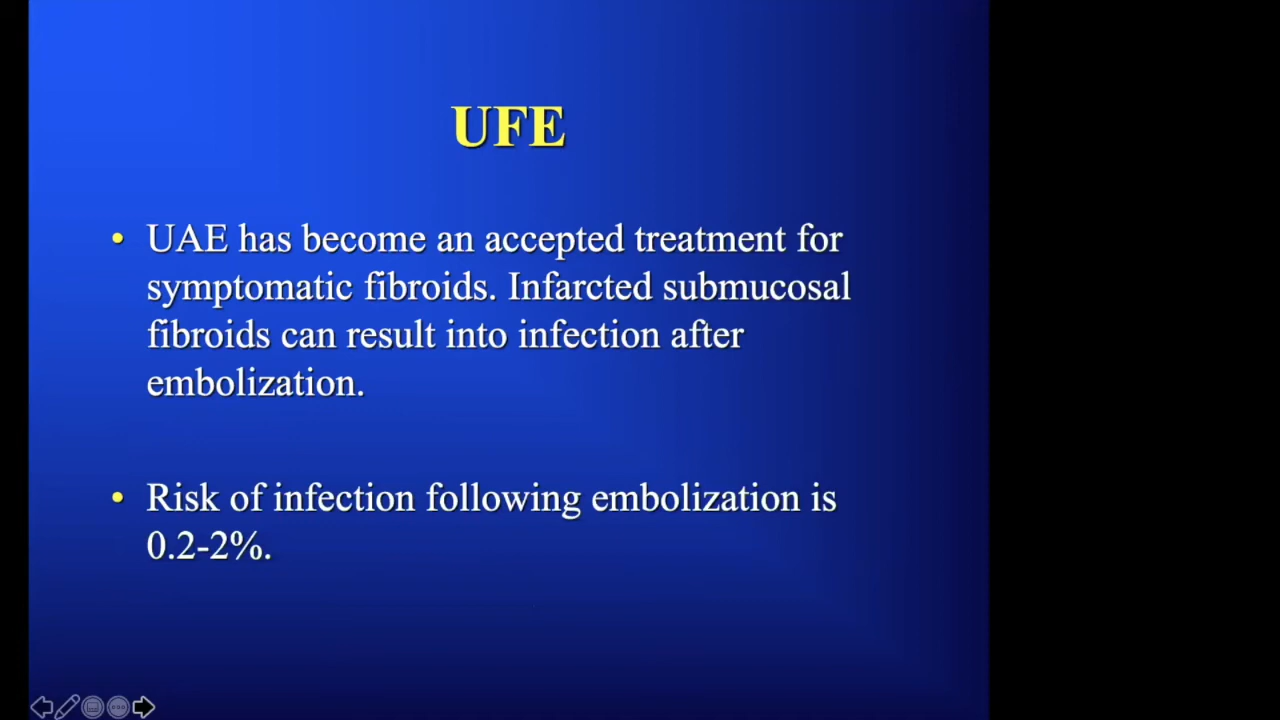 UFE
• UAE has become an accepted treatment for
symptomatic fibroids. Infarcted submucosal
fibroids can result into infection after
embolization.
• Risk of infection following embolization is
0.2-2%.